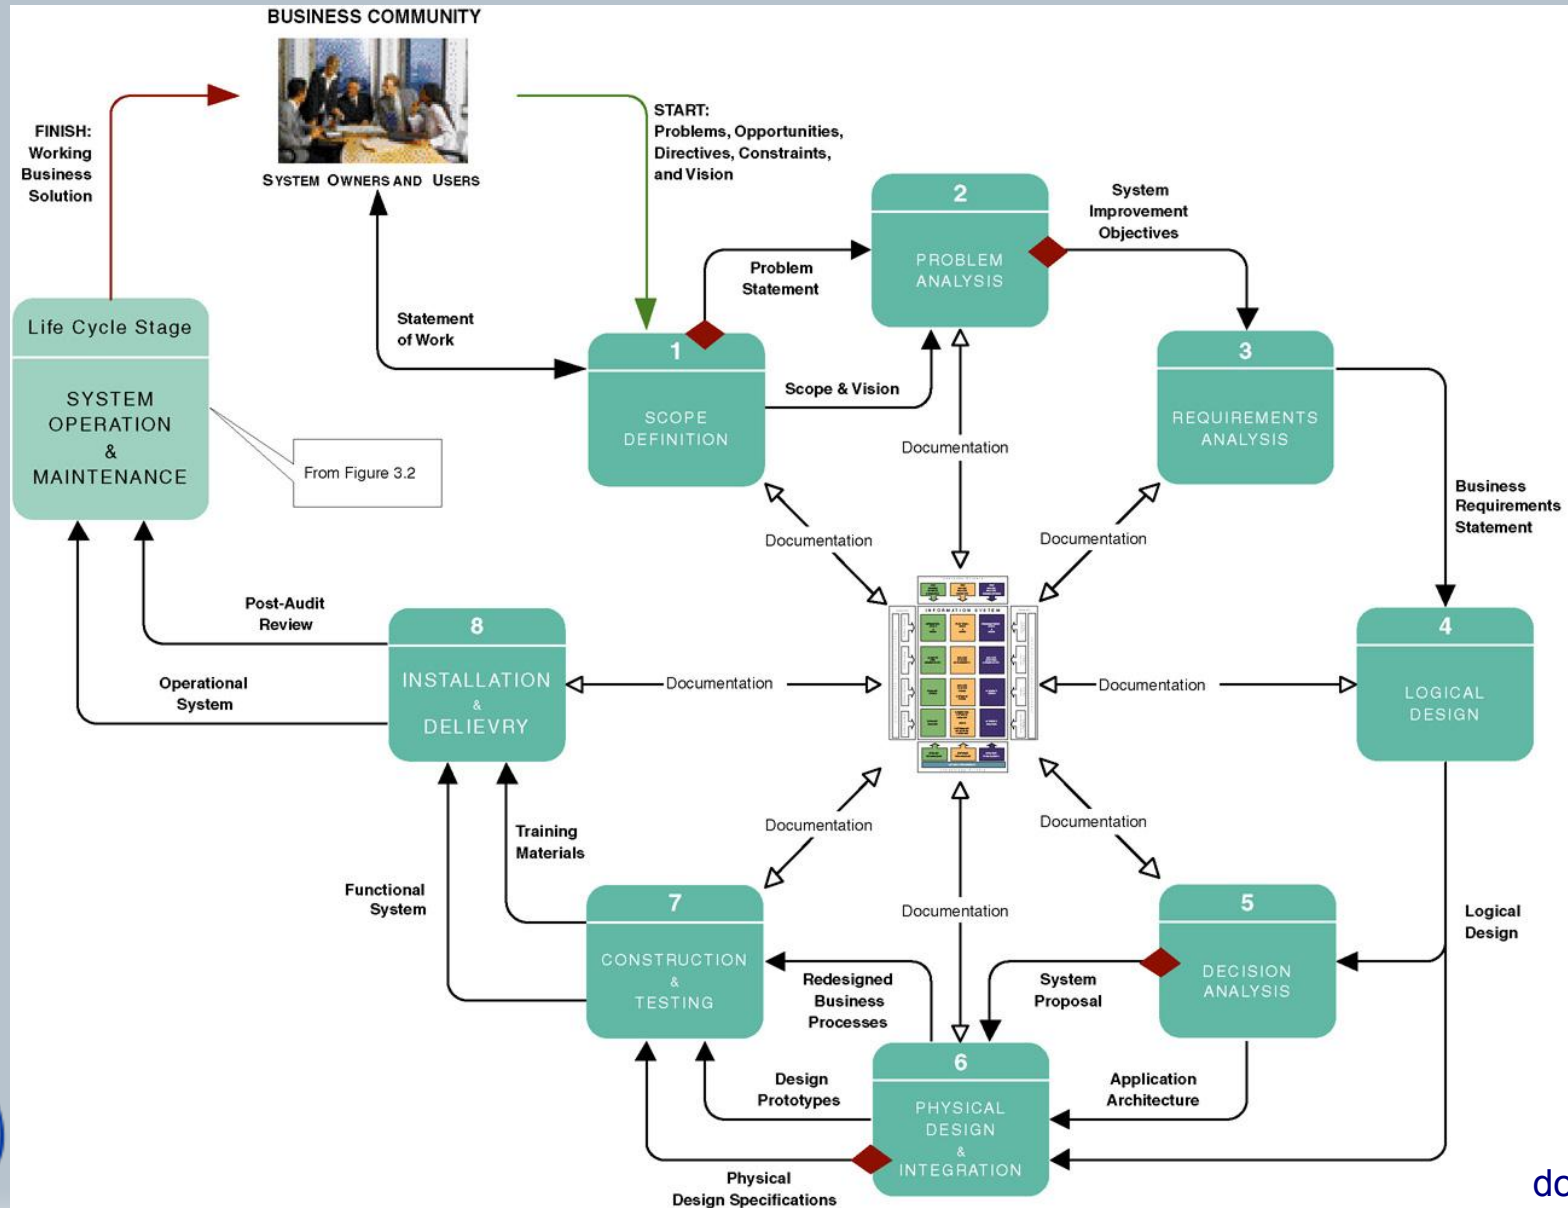 BUSINESS COMMUNITY
SYSTEM OWNERS AND USERS
FINISH:
Working
Business
Solution
START:
Problems, Opportunities,
Directives, Constraints,
and Vision
Statement
of Work
Problem
Statement
Scope & Vision
1
SCOPE
DEFINITION
2
PROBLEM
ANALYSIS
System
Improvement
Objectives
3
REQUIREMENTS
ANALYSIS
Business
Requirements
Statement
Life Cycle Stage
SYSTEM
OPERATION
&
MAINTENANCE
From Figure 3.2
Documentation
Documentation
Documentation
INFORMATION SYSTEM
Post-Audit
Review
Operational
System
8
INSTALLATION
&
DELIEVRY
Documentation
Documentation
4
LOGICAL
DESIGN
Documentation
Documentation
Documentation
Training
Materials
Functional
System
7
CONSTRUCTION
&
TESTING
Redesigned
Business
Processes
System
Proposal
5
DECISION
ANALYSIS
Logical
Design
Design
Prototypes
6
PHYSICAL
DESIGN
&
INTEGRATION
Application
Architecture
Physical
Design Specifications